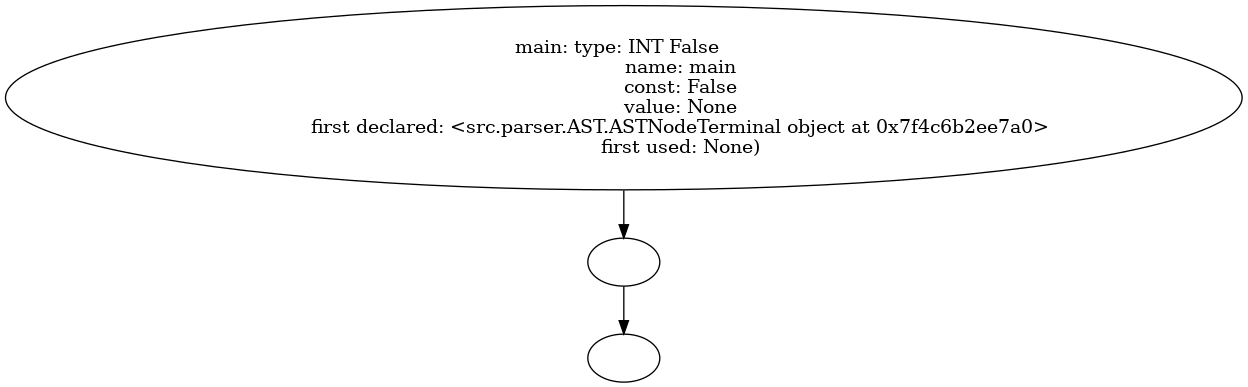 main: type: INT False
name: main
const: False
value: None
first declared: <src.parser.AST.ASTNodeTerminal object at 0x7f4c6b2ee7a0>
first used: None)